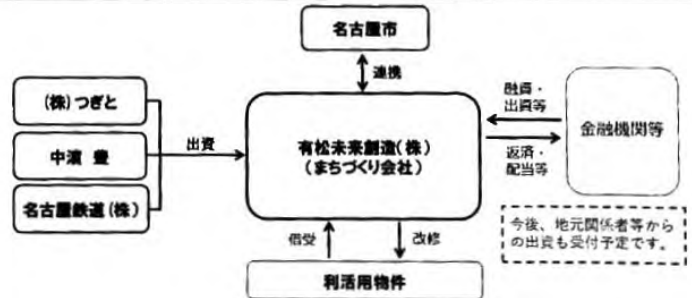 名古屋市
連携
(株)つぎと
中濵 豊
名古屋鉄道(株)
出資
有松未来創造(株)
(まちづくり会社)
融資・
出資等
返済・
配当等
金融機関等
借受
改修
利活用物件
今後、地元関係者等から
の出資も受付予定です。